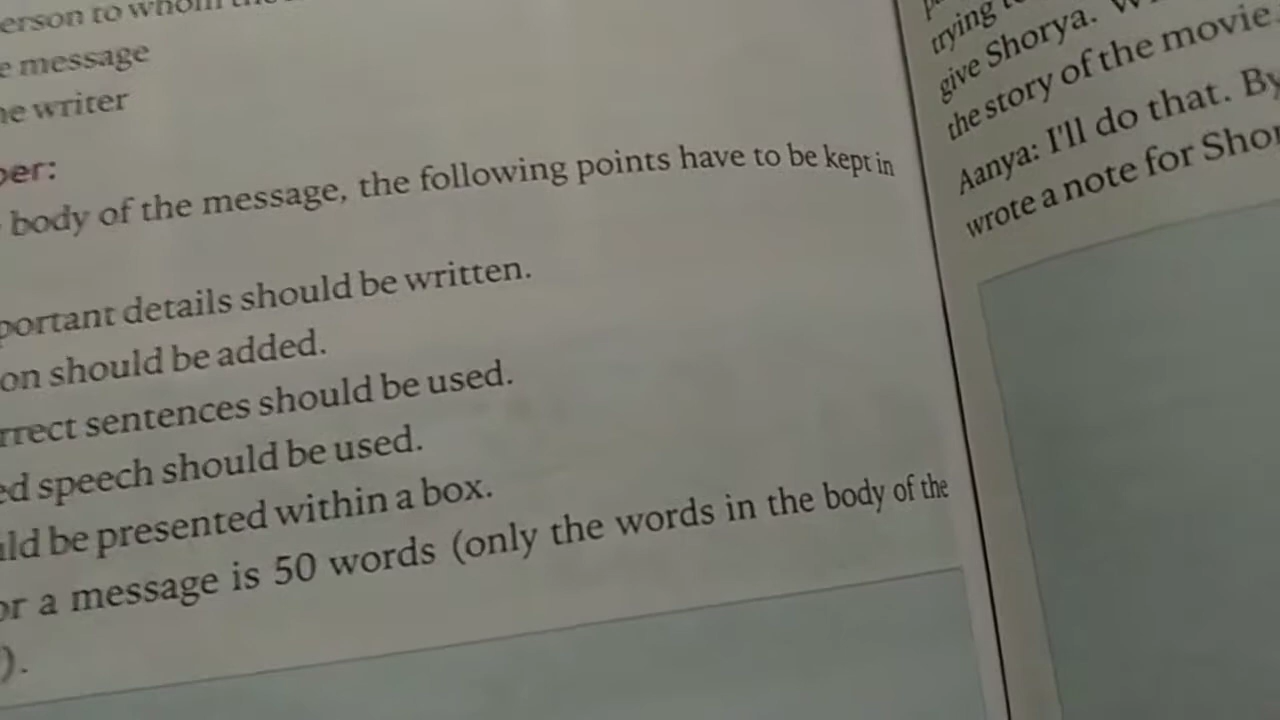 erson to whom
e message
he writer
ber:
body of the message, the following points have to be kept in
portant details should be written.
on should be added.
rrect sentences should be used.
ed speech should be used.
uld be presented within a box.
or a message is 50 words (only the words in the body of the
).
trying
give Shorya.
the story of the movie.
Aanya: I'll do that. By
wrote a note for Shor